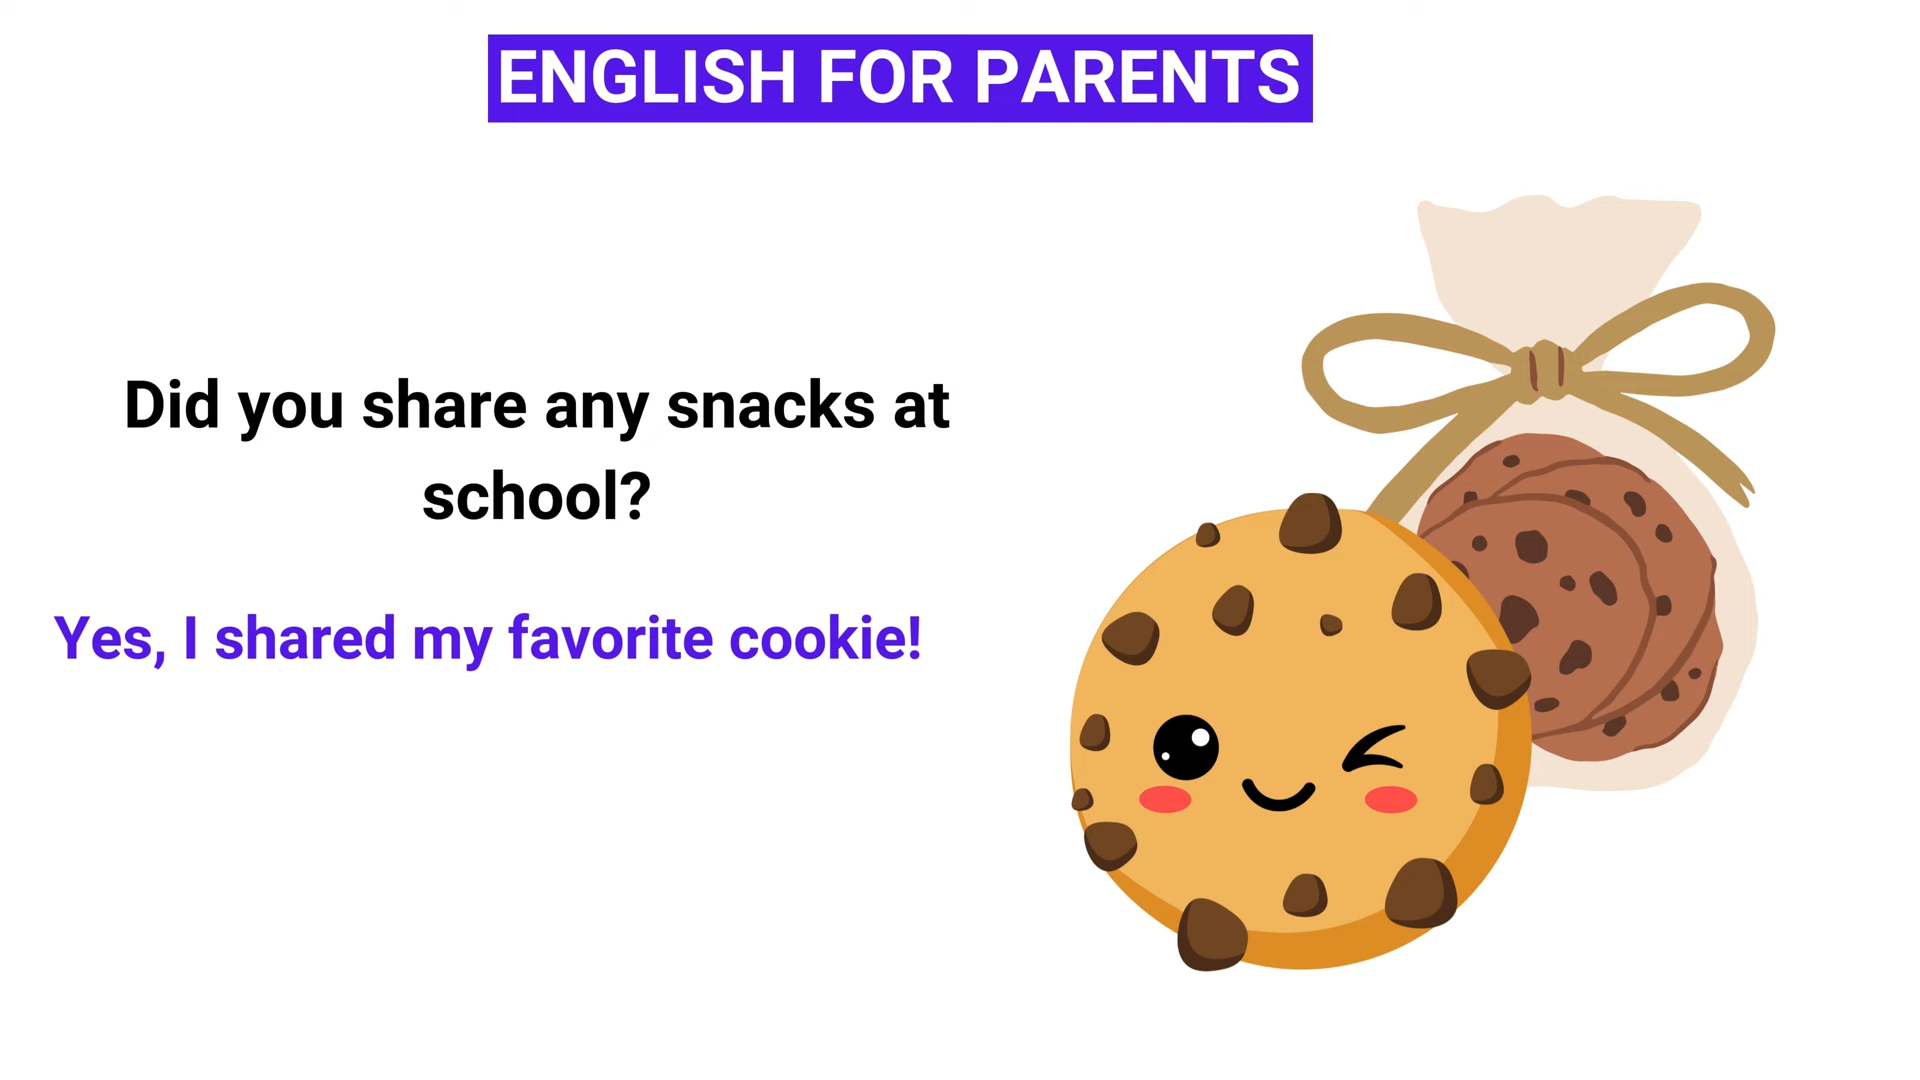 ENGLISH FOR PARENTS
Did you share any snacks at
school?
Yes, I shared my favorite cookie!